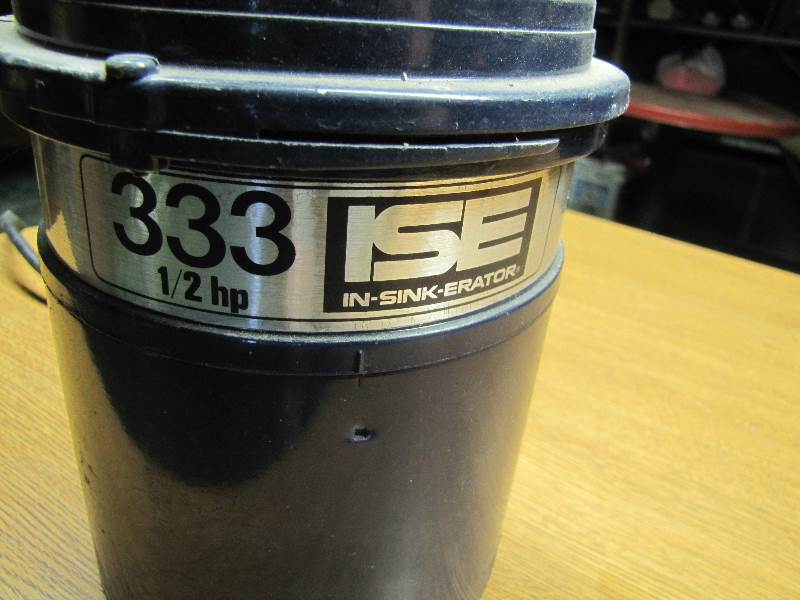 333
1/2 hp
ISE
IN-SINK-ERATOR®